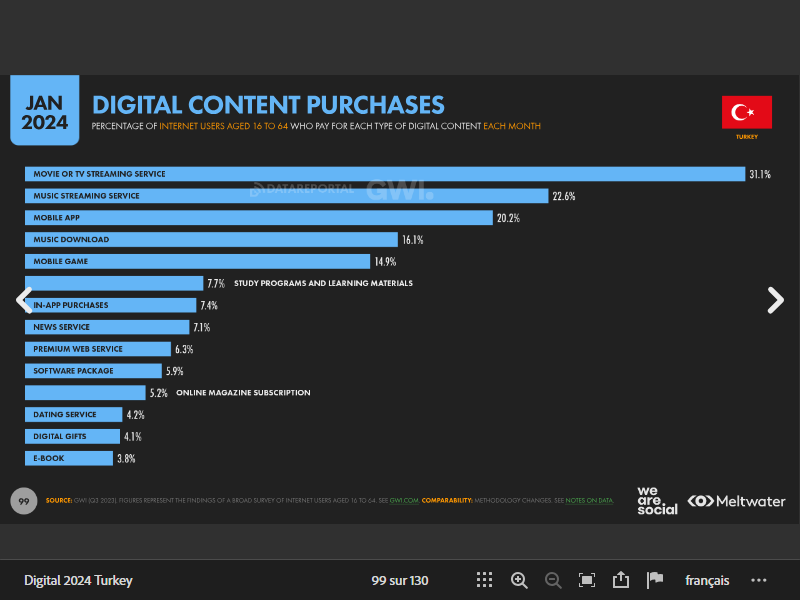 JAN
2024
DIGITAL CONTENT PURCHASES
PERCENTAGE OF INTERNET USERS AGED 16 TO 64 WHO PAY FOR EACH TYPE OF DIGITAL CONTENT EACH MONTH
TURKEY
MOVIE OR TV STREAMING SERVICE 31.1%
DATAREPORTAL GWI.
MUSIC STREAMING SERVICE 22.6%
MOBILE APP 20.2%
MUSIC DOWNLOAD 16.1%
MOBILE GAME 14.9%
7.7% STUDY PROGRAMS AND LEARNING MATERIALS
IN-APP PURCHASES 7.4%
NEWS SERVICE 7.1%
PREMIUM WEB SERVICE 6.3%
SOFTWARE PACKAGE 5.9%
5.2% ONLINE MAGAZINE SUBSCRIPTION
DATING SERVICE 4.2%
DIGITAL GIFTS 4.1%
E-BOOK 3.8%
99
SOURCE: GWI (Q3 2023). FIGURES REPRESENT THE FINDINGS OF A BROAD SURVEY OF INTERNET USERS AGED 16 TO 64. SEE GWI.COM. COMPARABILITY: METHODOLOGY CHANGES. SEE NOTES ON DATA.
we
are.
social
Meltwater
Digital 2024 Turkey
99 sur 130
français